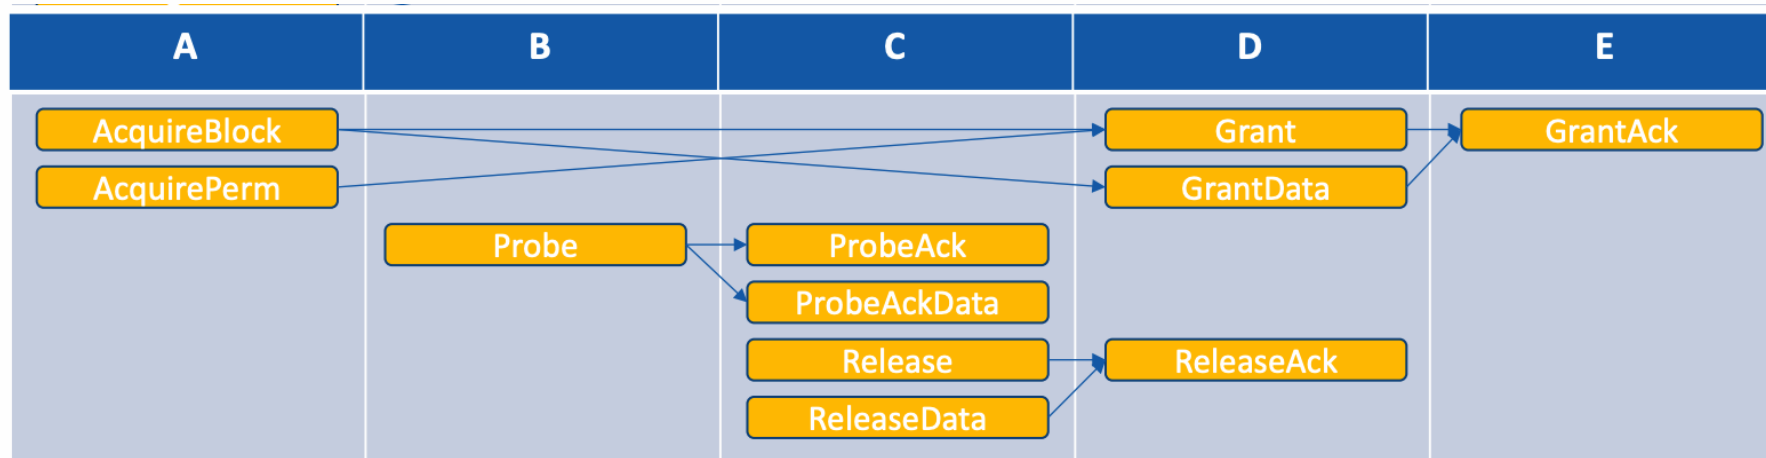 A B C D E
AcquireBlock Grant GrantAck
AcquirePerm GrantData
Probe ProbeAck
ProbeAckData
Release ReleaseAck
ReleaseData